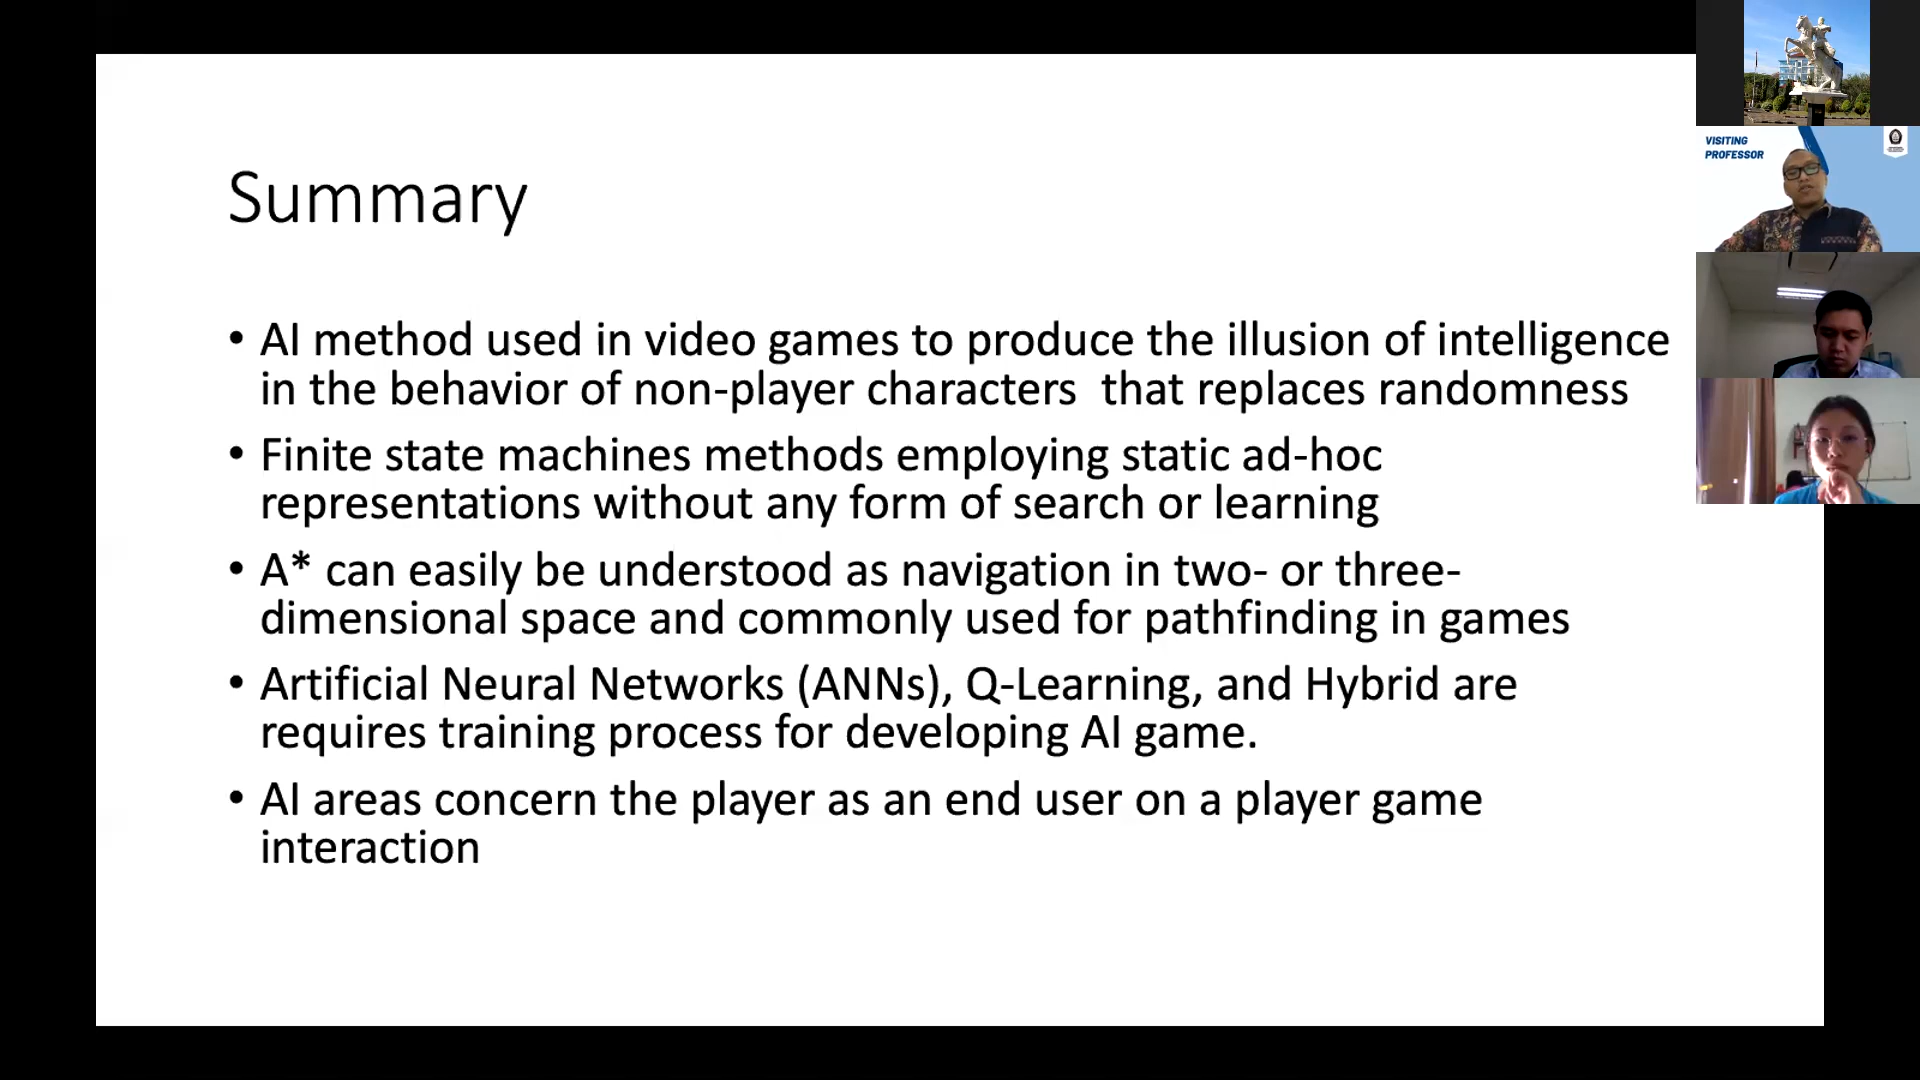 Summary
• AI method used in video games to produce the illusion of intelligence
in the behavior of non-player characters  that replaces randomness
• Finite state machines methods employing static ad-hoc
representations without any form of search or learning
• A* can easily be understood as navigation in two- or three-
dimensional space and commonly used for pathfinding in games
• Artificial Neural Networks (ANNs), Q-Learning, and Hybrid are
requires training process for developing AI game.
• AI areas concern the player as an end user on a player game
interaction
VISITING
PROFESSOR